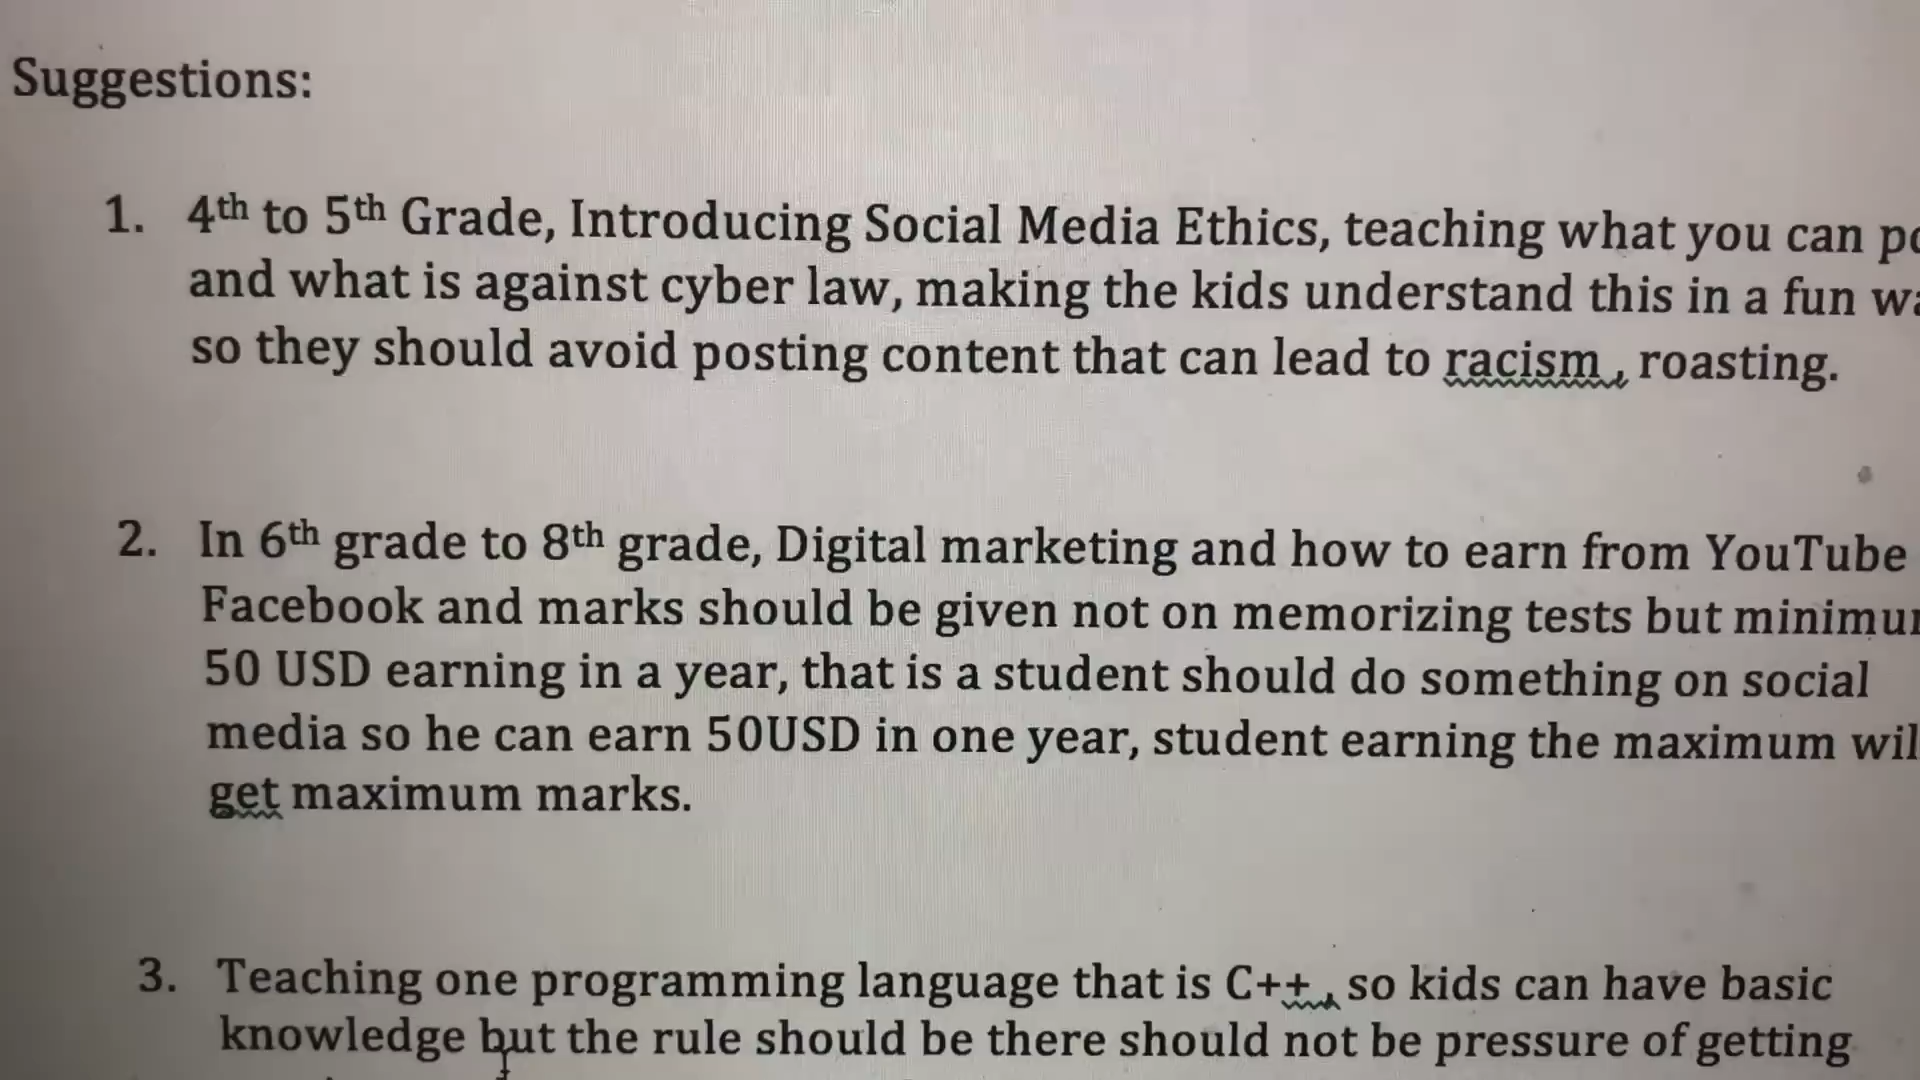 Suggestions:
1. 4th to 5th Grade, Introducing Social Media Ethics, teaching what you can
and what is against cyber law, making the kids understand this in a fun
so they should avoid posting content that can lead to racism , roasting.
2. In 6th grade to 8th grade, Digital marketing and how to earn from YouTube
Facebook and marks should be given not on memorizing tests but
50 USD earning in a year, that is a student should do something on social
media so he can earn 50USD in one year, student earning the maximum
get maximum marks.
3. Teaching one programming language that is C++ , so kids can have basic
knowledge but the rule should be there should not be pressure of getting